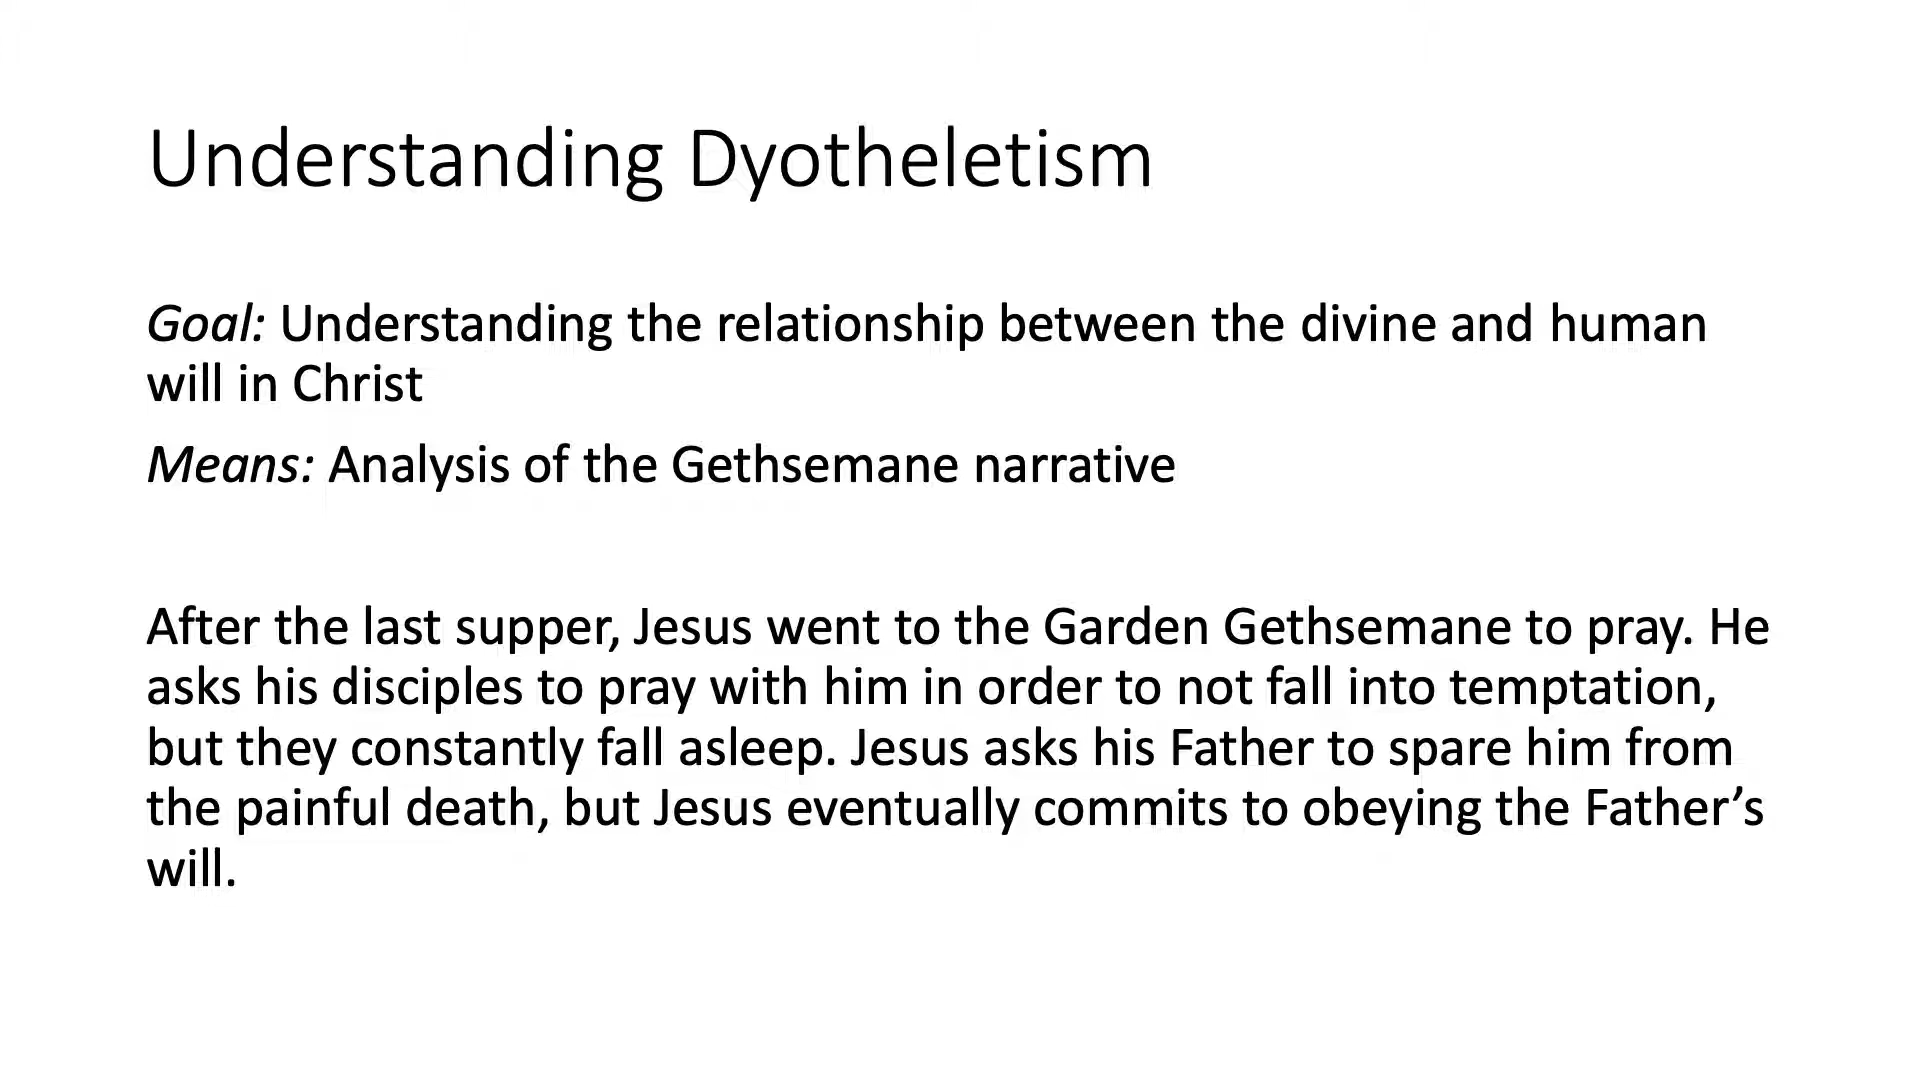 Understanding Dyotheletism
Goal: Understanding the relationship between the divine and human
will in Christ
Means: Analysis of the Gethsemane narrative
After the last supper, Jesus went to the Garden Gethsemane to pray. He
asks his disciples to pray with him in order to not fall into temptation,
but they constantly fall asleep. Jesus asks his Father to spare him from
the painful death, but Jesus eventually commits to obeying the Father’s
will.